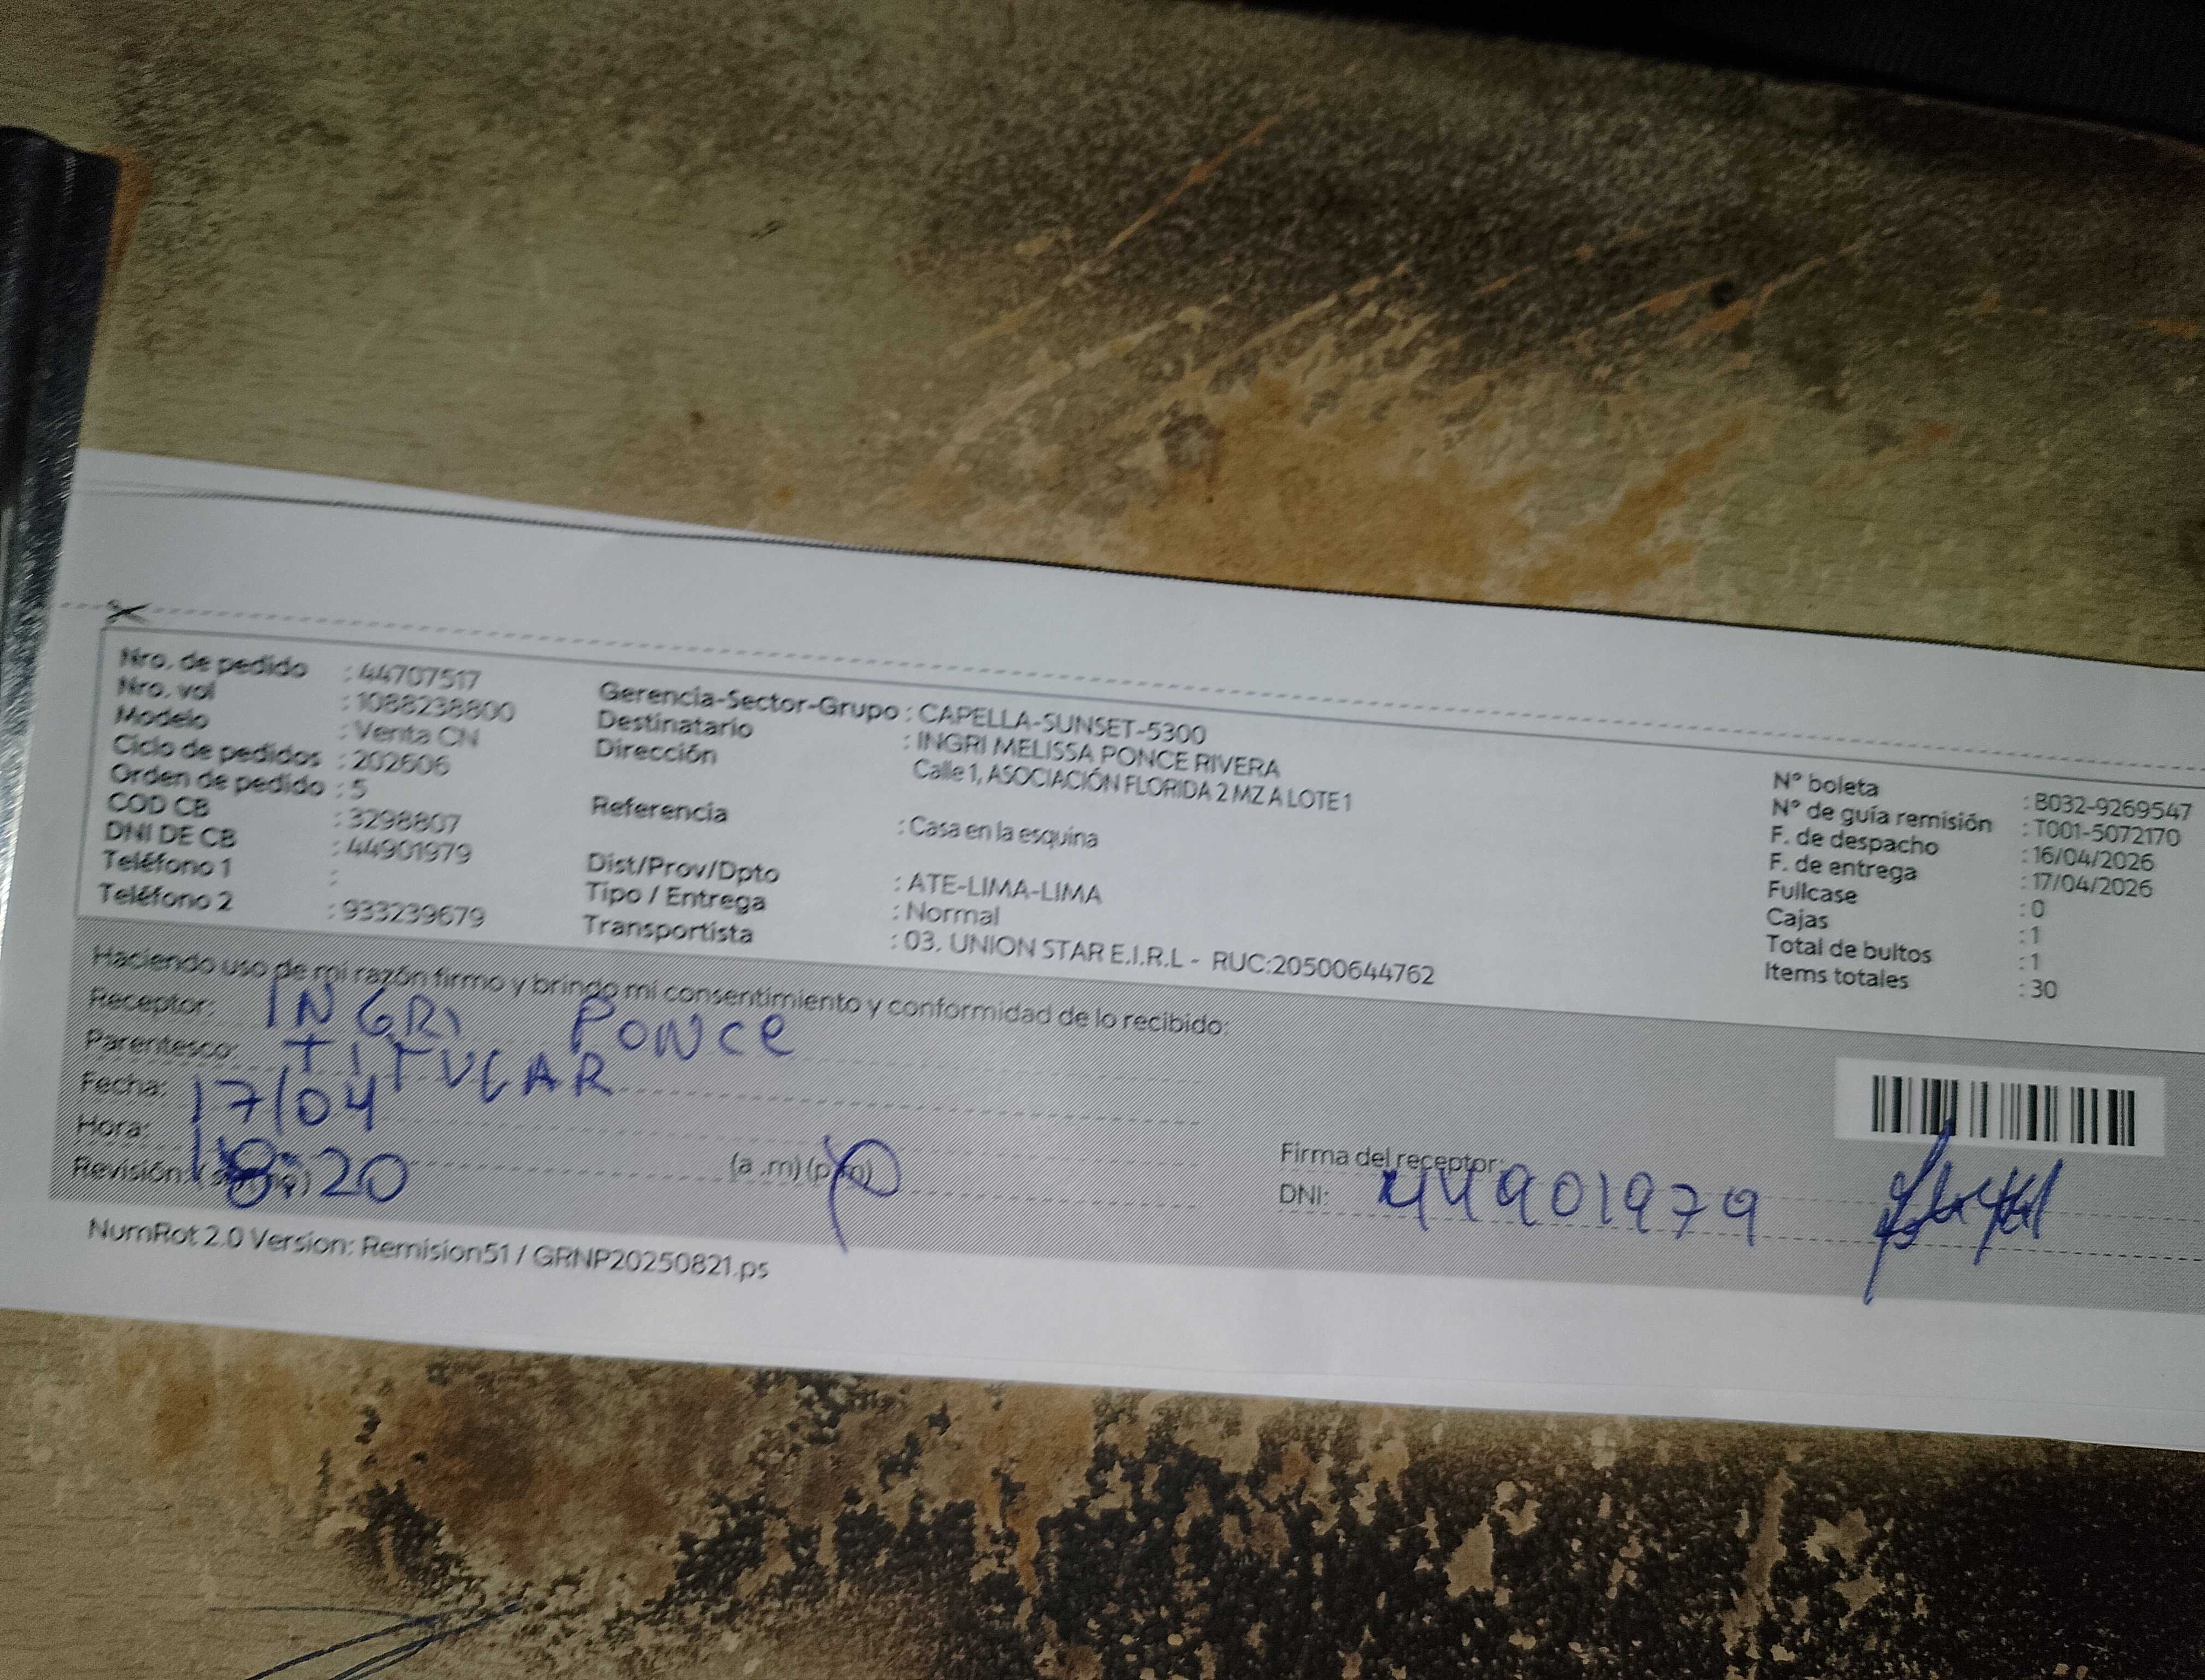 Nro. de pedido : 44707517
Nro. vol : 1088238800
Modelo : Venta CN
Ciclo de pedidos : 202606
Orden de pedido : 5
COD CB : 3298807
DNI DE CB : 44901979
Teléfono 1 :
Teléfono 2 : 933239679
Gerencia-Sector-Grupo : CAPELLA-SUNSET-5300
Destinatario : INGRI MELISSA PONCE RIVERA
Dirección Calle 1, ASOCIACIÓN FLORIDA 2 MZ A LOTE 1
Referencia : Casa en la esquina
Dist/Prov/Dpto : ATE-LIMA-LIMA
Tipo / Entrega : Normal
Transportista : 03. UNION STAR E.I.R.L - RUC:20500644762
N° boleta : B032-9269547
N° de guía remisión : T001-5072170
F. de despacho : 16/04/2026
F. de entrega : 17/04/2026
Fullcase : 0
Cajas : 1
Total de bultos : 1
Items totales : 30
Haciendo uso de mi razón firmo y brindo mi consentimiento y conformidad de lo recibido:
Receptor: INGRI PONCE
Parentesco: TITULAR
Fecha: 17/04
Hora: 18:20 (a .m) (p.m) p
Revisión:
Firma del receptor:
DNI: 44901979
NumRot 2.0 Version: Remision51 / GRNP20250821.ps